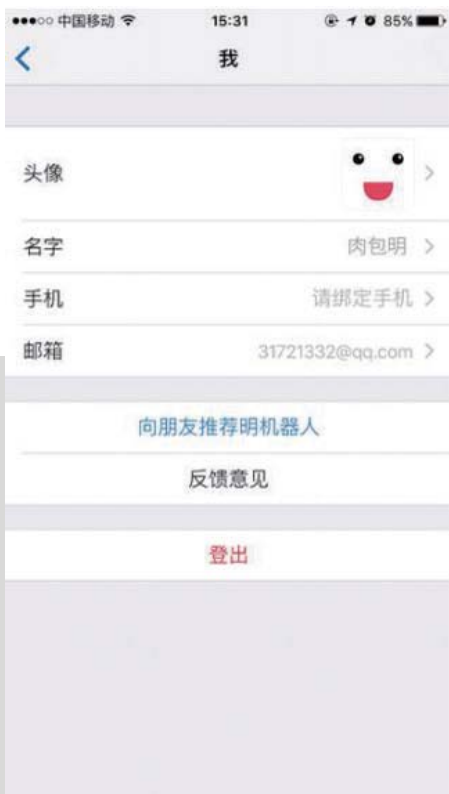 中国移动 15:31 85%
我
头像
名字 肉包明
手机 请绑定手机
邮箱 31721332@qq.com
向朋友推荐明机器人
反馈意见
登出